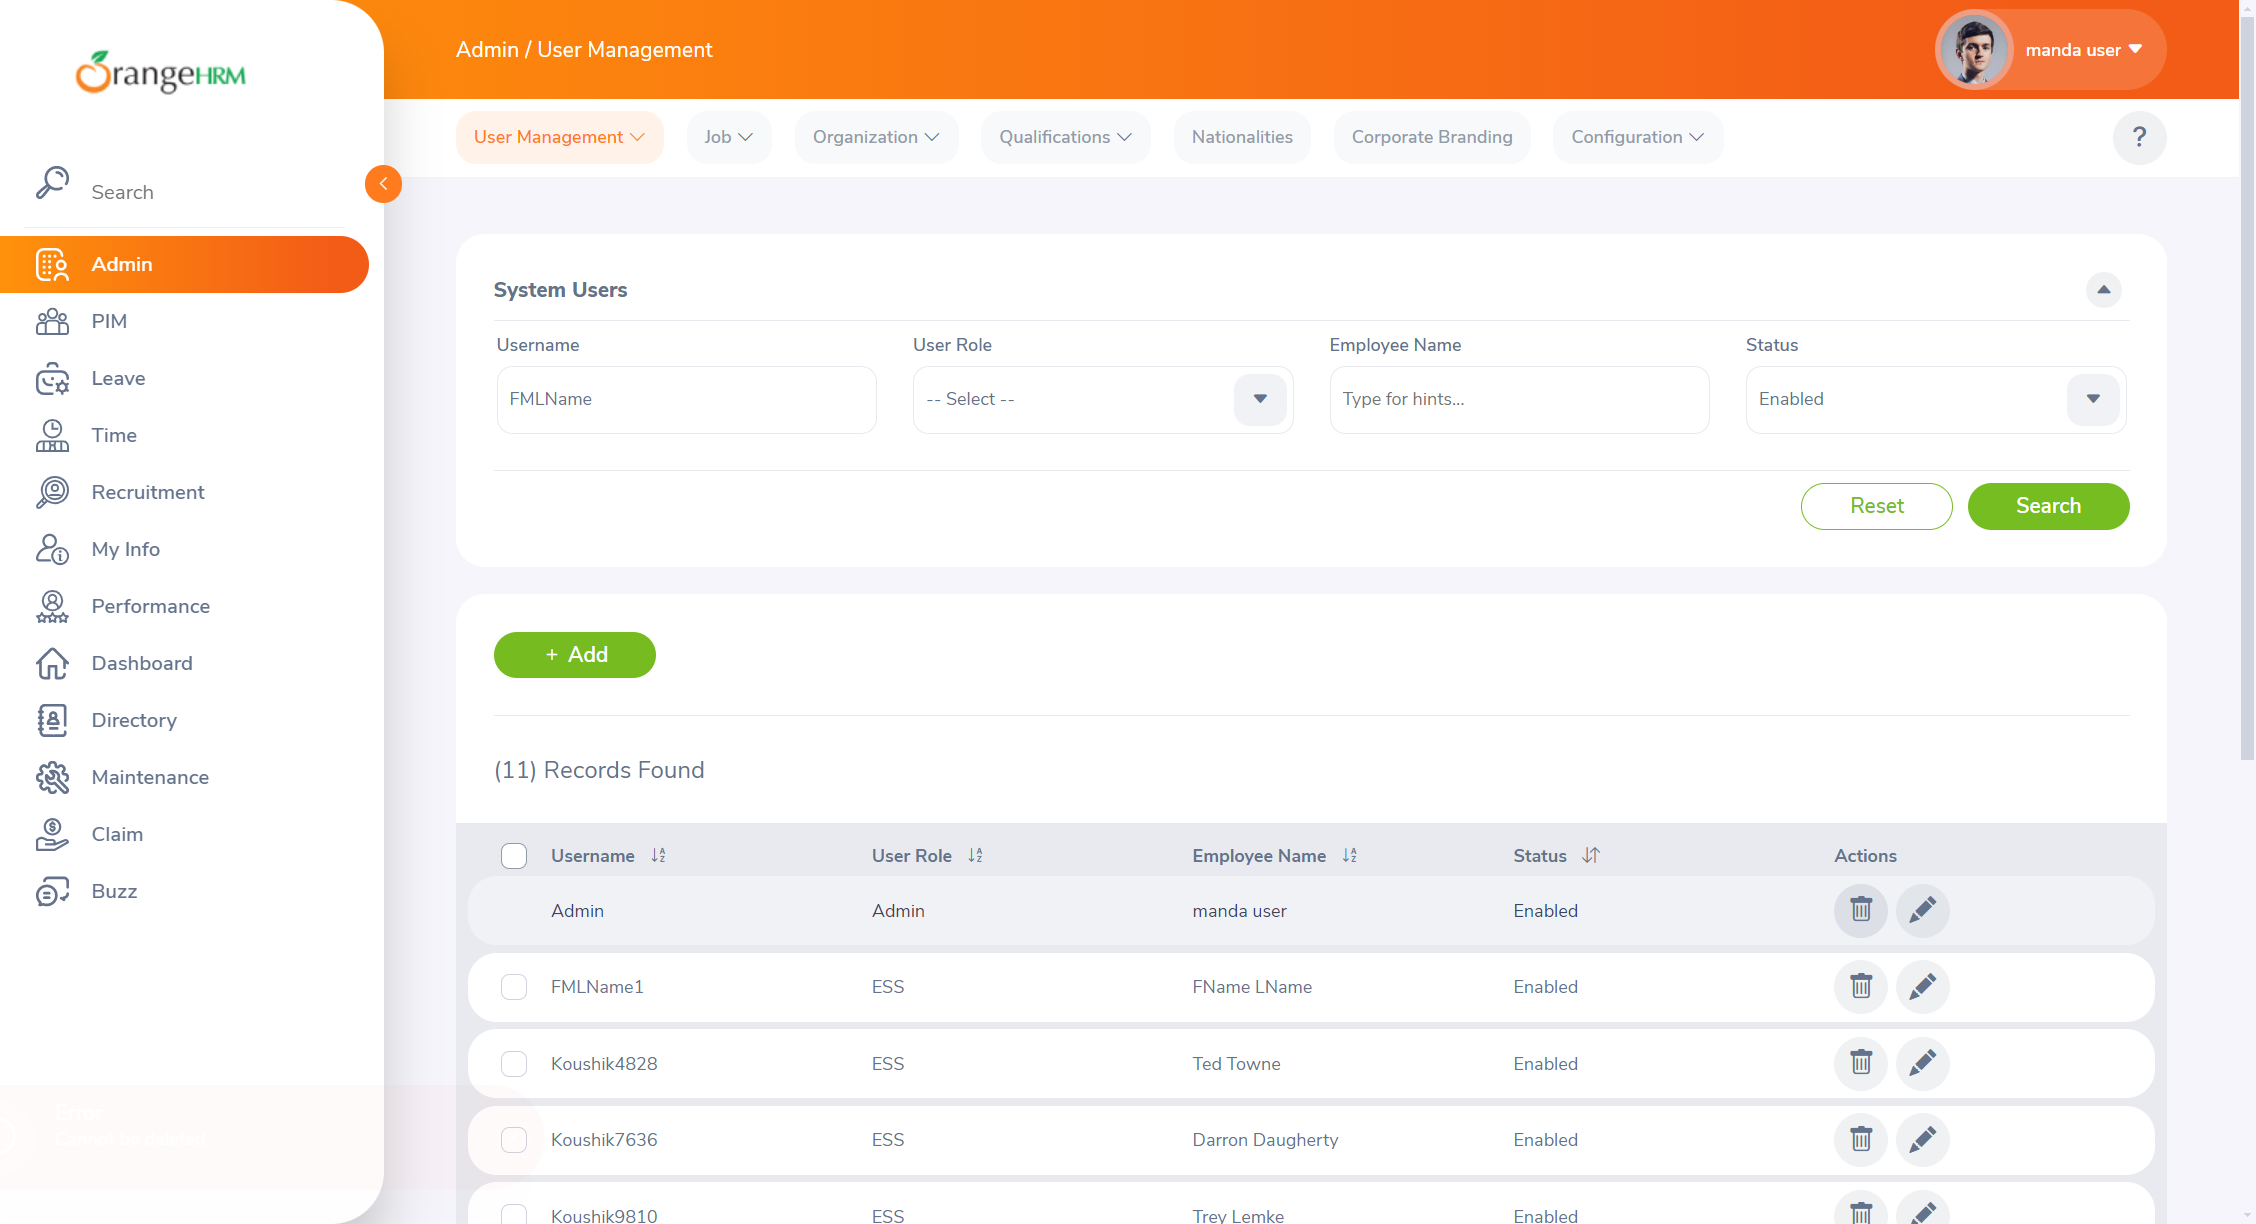 OrangeHRM
Search
Admin
PIM
Leave
Time
Recruitment
My Info
Performance
Dashboard
Directory
Maintenance
Claim
Buzz
Error
Cannot be deleted
Admin / User Management
manda user
User Management
Job
Organization
Qualifications
Nationalities
Corporate Branding
Configuration
?
System Users
Username
User Role
Employee Name
Status
FMLName
-- Select --
Type for hints...
Enabled
Reset
Search
+ Add
(11) Records Found
Username User Role Employee Name Status Actions
Admin Admin manda user Enabled
FMLName1 ESS FName LName Enabled
Koushik4828 ESS Ted Towne Enabled
Koushik7636 ESS Darron Daugherty Enabled
Koushik9810 ESS Trey Lemke Enabled